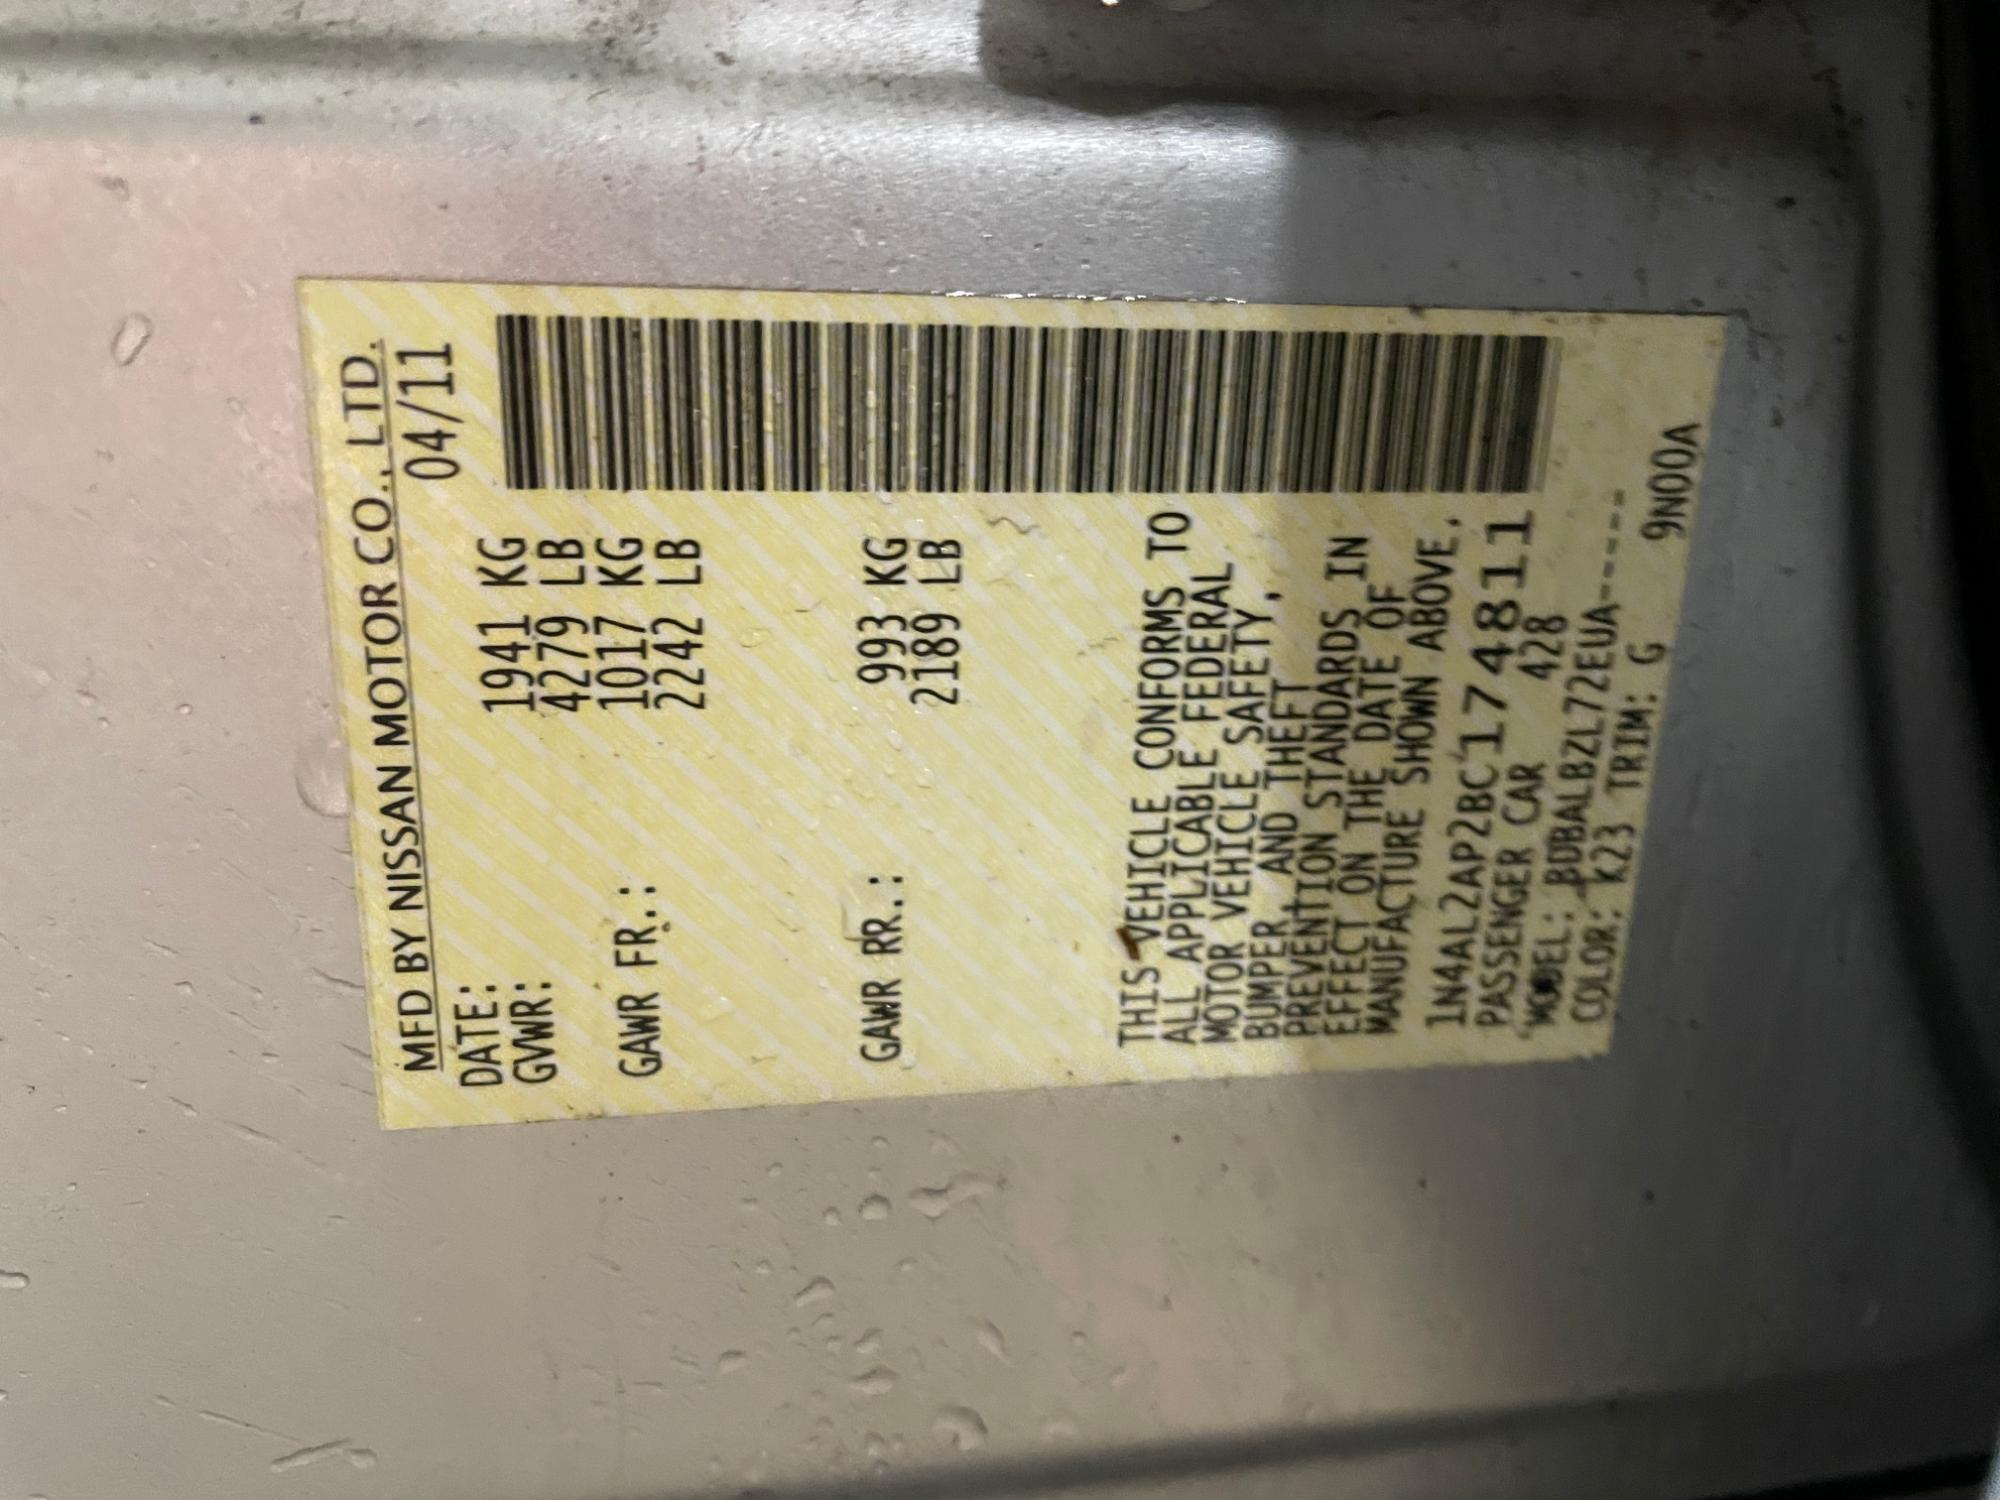 MFD BY NISSAN MOTOR CO., LTD.
DATE: 04/11
GVWR: 1941 KG
4279 LB
GAWR FR.: 1017 KG
2242 LB
GAWR RR.: 993 KG
2189 LB
THIS VEHICLE CONFORMS TO
ALL APPLICABLE FEDERAL
MOTOR VEHICLE SAFETY,
BUMPER AND THEFT
PREVENTION STANDARDS IN
EFFECT ON THE DATE OF
MANUFACTURE SHOWN ABOVE.
1N4AL2AP2BC174811
PASSENGER CAR 428
MODEL: BDBALBZL72EUA-----
COLOR: K23 TRIM: G
9N00A